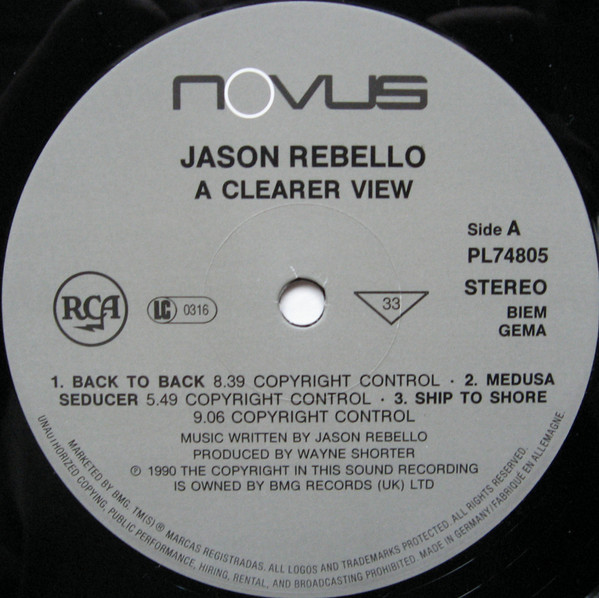 NOVUS
JASON REBELLO
A CLEARER VIEW
Side A
PL74805
STEREO
BIEM
GEMA
RCA
LC 0316
33
1. BACK TO BACK 8.39 COPYRIGHT CONTROL · 2. MEDUSA
SEDUCER 5.49 COPYRIGHT CONTROL · 3. SHIP TO SHORE
9.06 COPYRIGHT CONTROL
MUSIC WRITTEN BY JASON REBELLO
PRODUCED BY WAYNE SHORTER
℗ 1990 THE COPYRIGHT IN THIS SOUND RECORDING
IS OWNED BY BMG RECORDS (UK) LTD
MARKETED BY BMG. TM(S) ® MARCAS REGISTRADAS. ALL LOGOS AND TRADEMARKS PROTECTED. ALL RIGHTS RESERVED.
UNAUTHORIZED COPYING, PUBLIC PERFORMANCE, HIRING, RENTAL, AND BROADCASTING PROHIBITED. MADE IN GERMANY/FABRIQUÉ EN ALLEMAGNE.